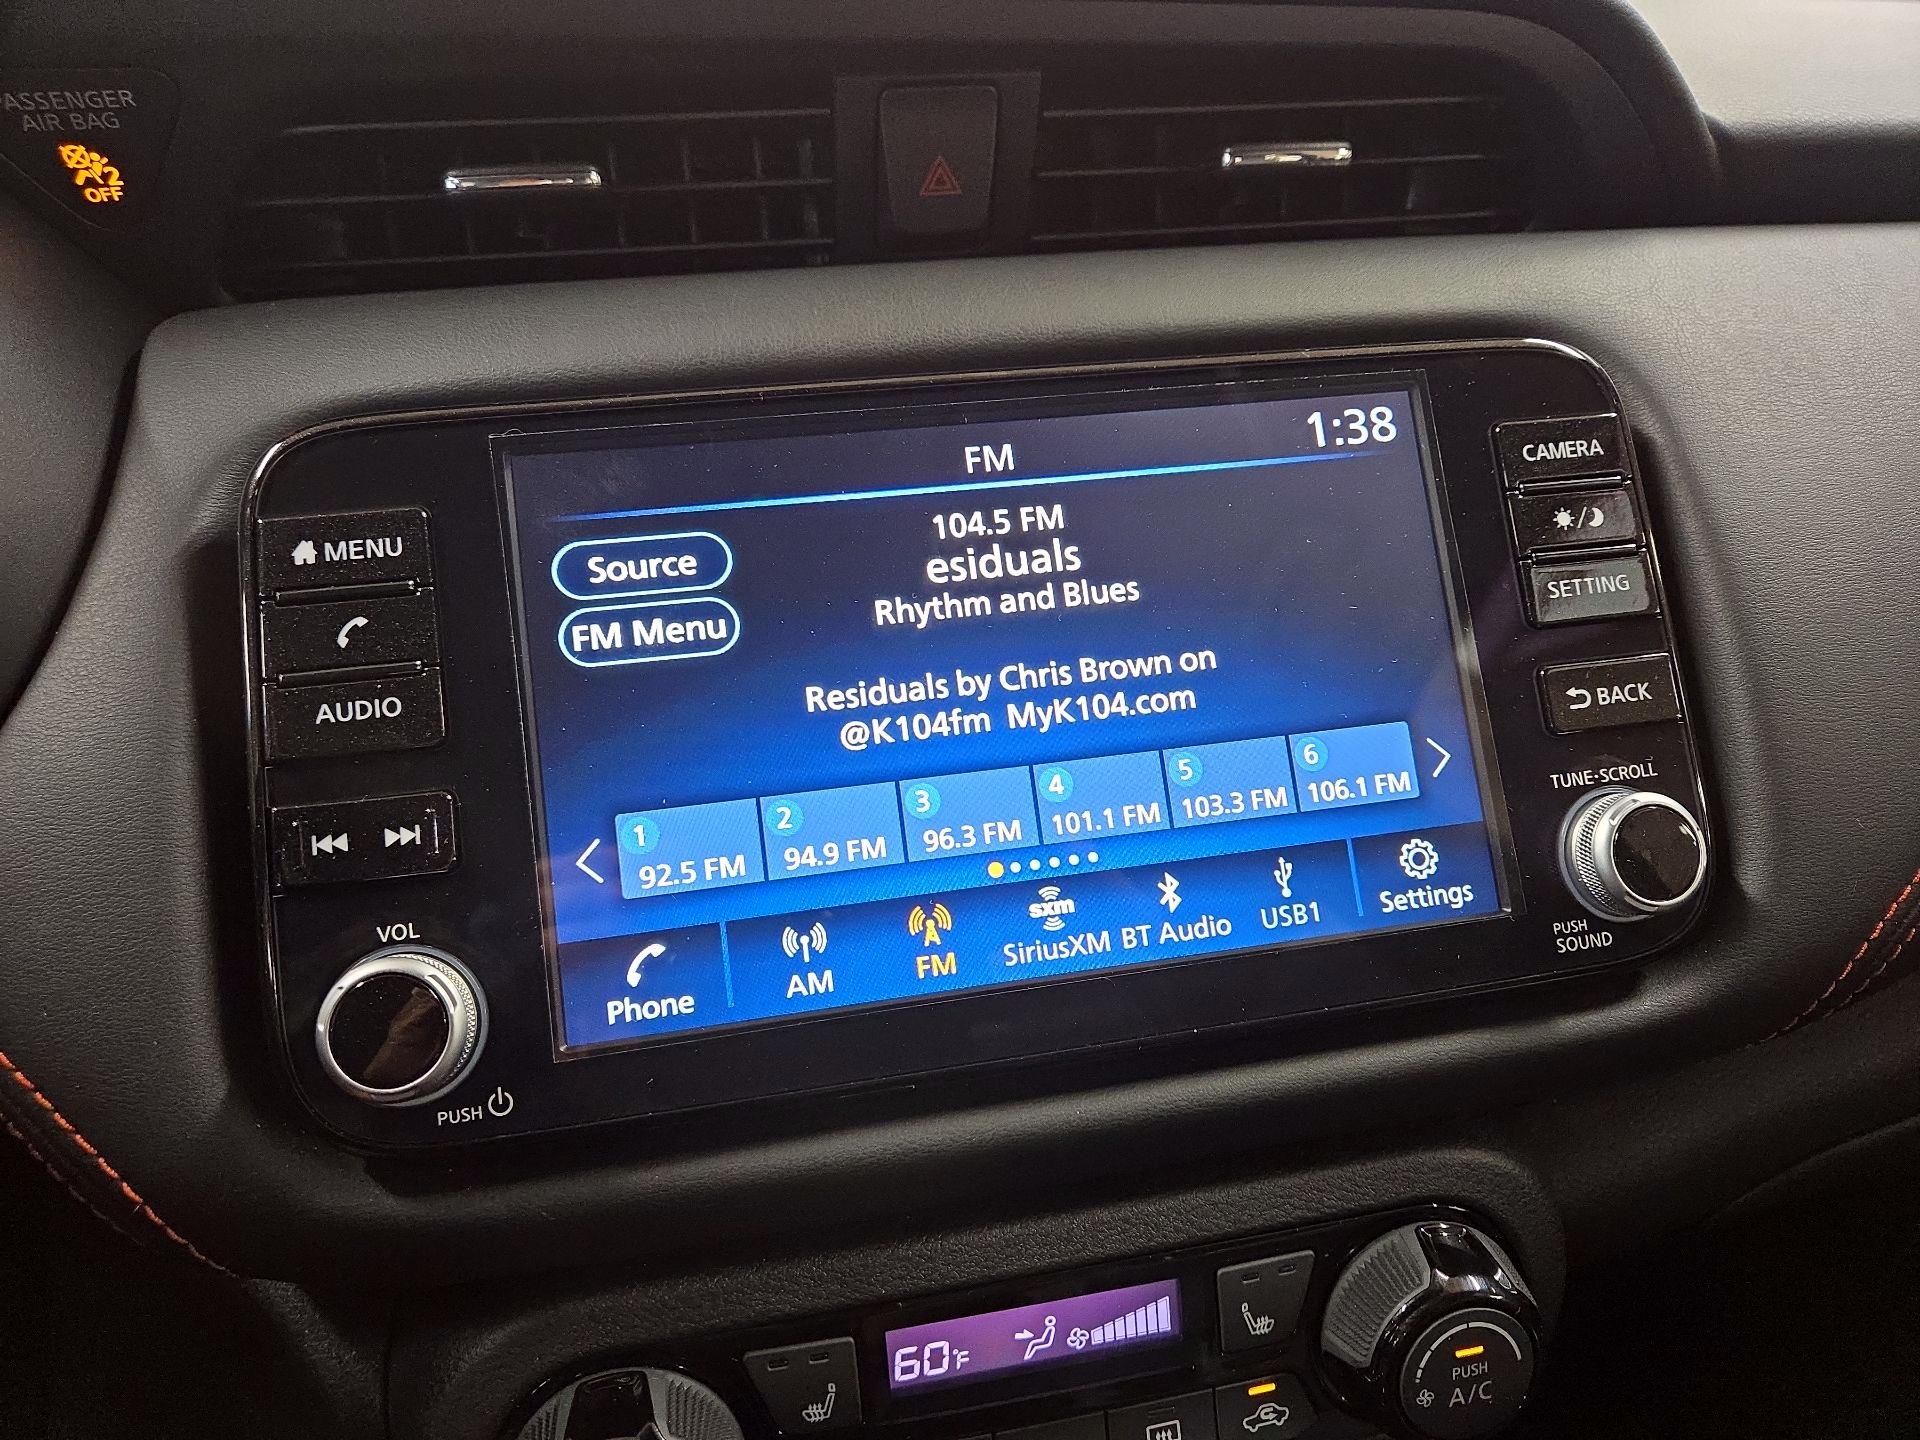 PASSENGER
AIR BAG
2
OFF
FM
1:38
104.5 FM
esiduals
Rhythm and Blues
Source
FM Menu
Residuals by Chris Brown on
@K104fm MyK104.com
1 92.5 FM
2 94.9 FM
3 96.3 FM
4 101.1 FM
5 103.3 FM
6 106.1 FM
Phone
AM
FM
sxm
SiriusXM
BT Audio
USB1
Settings
MENU
AUDIO
VOL
PUSH
CAMERA
SETTING
BACK
TUNE·SCROLL
PUSH
SOUND
60°F
PUSH
A/C